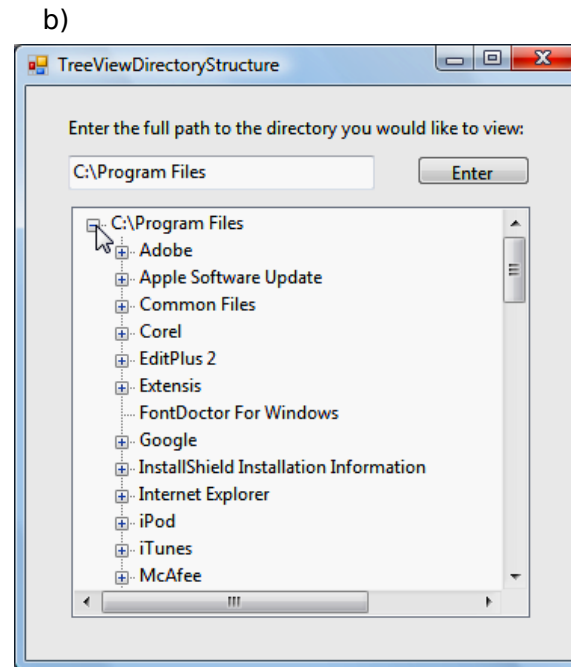 b)
TreeViewDirectoryStructure
Enter the full path to the directory you would like to view:
C:\Program Files
Enter
C:\Program Files
Adobe
Apple Software Update
Common Files
Corel
EditPlus 2
Extensis
FontDoctor For Windows
Google
InstallShield Installation Information
Internet Explorer
iPod
iTunes
McAfee